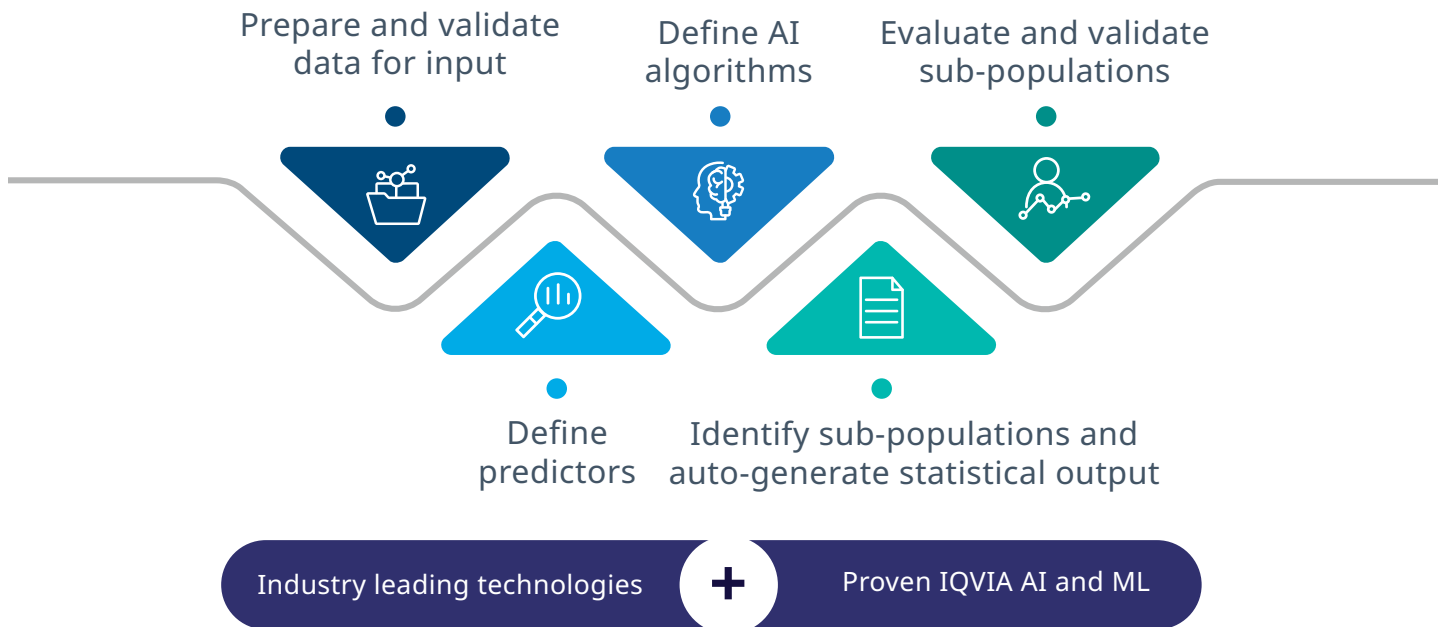 Prepare and validate
data for input
Define AI
algorithms
Evaluate and validate
sub-populations
Define
predictors
Identify sub-populations and
auto-generate statistical output
Industry leading technologies
+
Proven IQVIA AI and ML